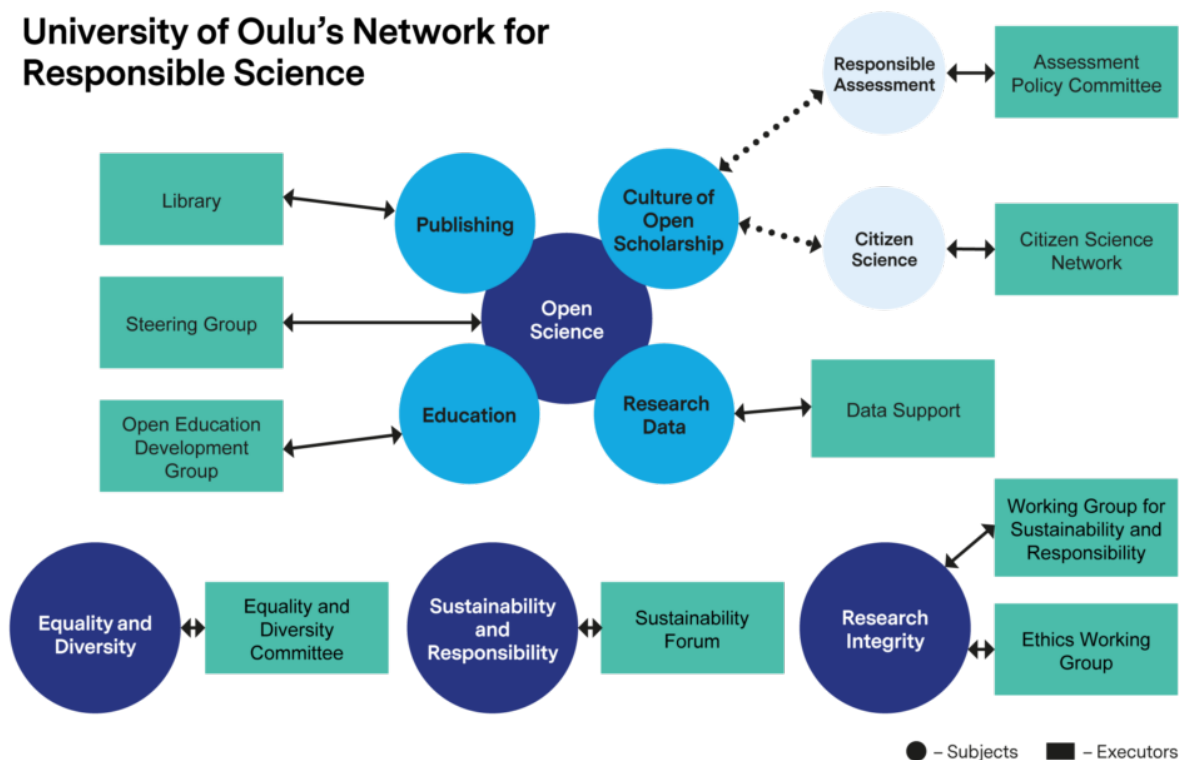 University of Oulu's Network for
Responsible Science
Responsible
Assessment
Assessment
Policy Committee
Library
Publishing
Culture of
Open
Scholarship
Citizen
Science
Citizen Science
Network
Steering Group
Open
Science
Open Education
Development
Group
Education
Research
Data
Data Support
Working Group for
Sustainability and
Responsibility
Equality and
Diversity
Equality and
Diversity
Committee
Sustainability
and
Responsibility
Sustainability
Forum
Research
Integrity
Ethics Working
Group
– Subjects
– Executors